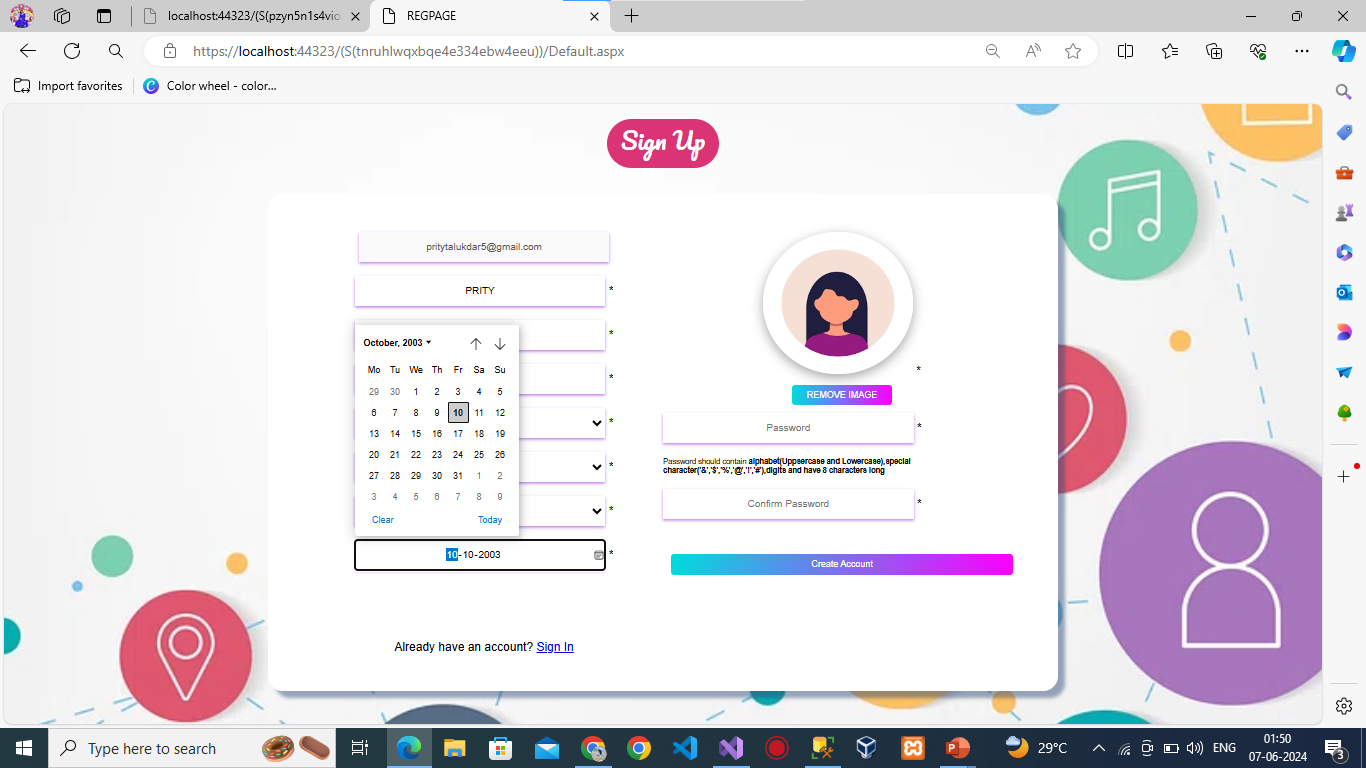 localhost:44323/(S(pzyn5n1s4vio
REGPAGE
https://localhost:44323/(S(tnruhlwqxbqe4e334ebw4eeu))/Default.aspx
Import favorites
Color wheel - color...
Sign Up
pritytalukdar5@gmail.com
PRITY *
*
*
*
*
*
October, 2003
Mo Tu We Th Fr Sa Su
29 30 1 2 3 4 5
6 7 8 9 10 11 12
13 14 15 16 17 18 19
20 21 22 23 24 25 26
27 28 29 30 31 1 2
3 4 5 6 7 8 9
Clear Today
10-10-2003 *
Already have an account? Sign In
*
REMOVE IMAGE
Password *
Password should contain alphabet(Uppsercase and Lowercase),special
character('&','$','%','@','!','#'),digits and have 8 characters long
Confirm Password *
Create Account
Type here to search
29°C
ENG
01:50
07-06-2024
3